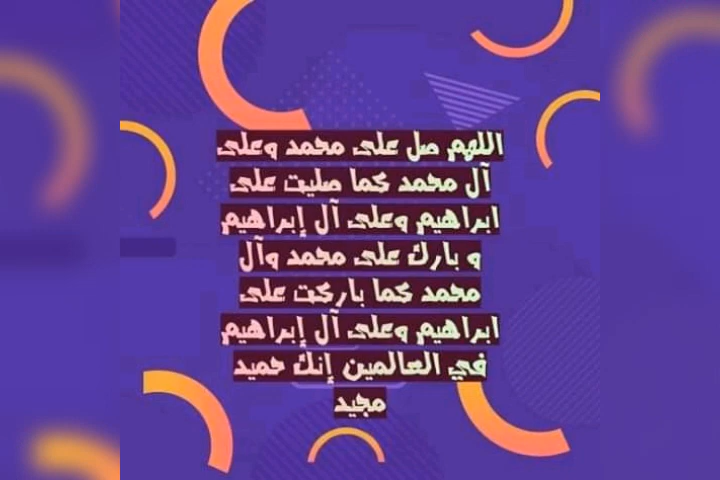 اللهم صل على محمد وعلى
آل محمد كما صليت على
ابراهيم وعلى آل إبراهيم
و بارك على محمد وآل
محمد كما باركت على
ابراهيم وعلى آل إبراهيم
في العالمين إنك حميد
مجيد